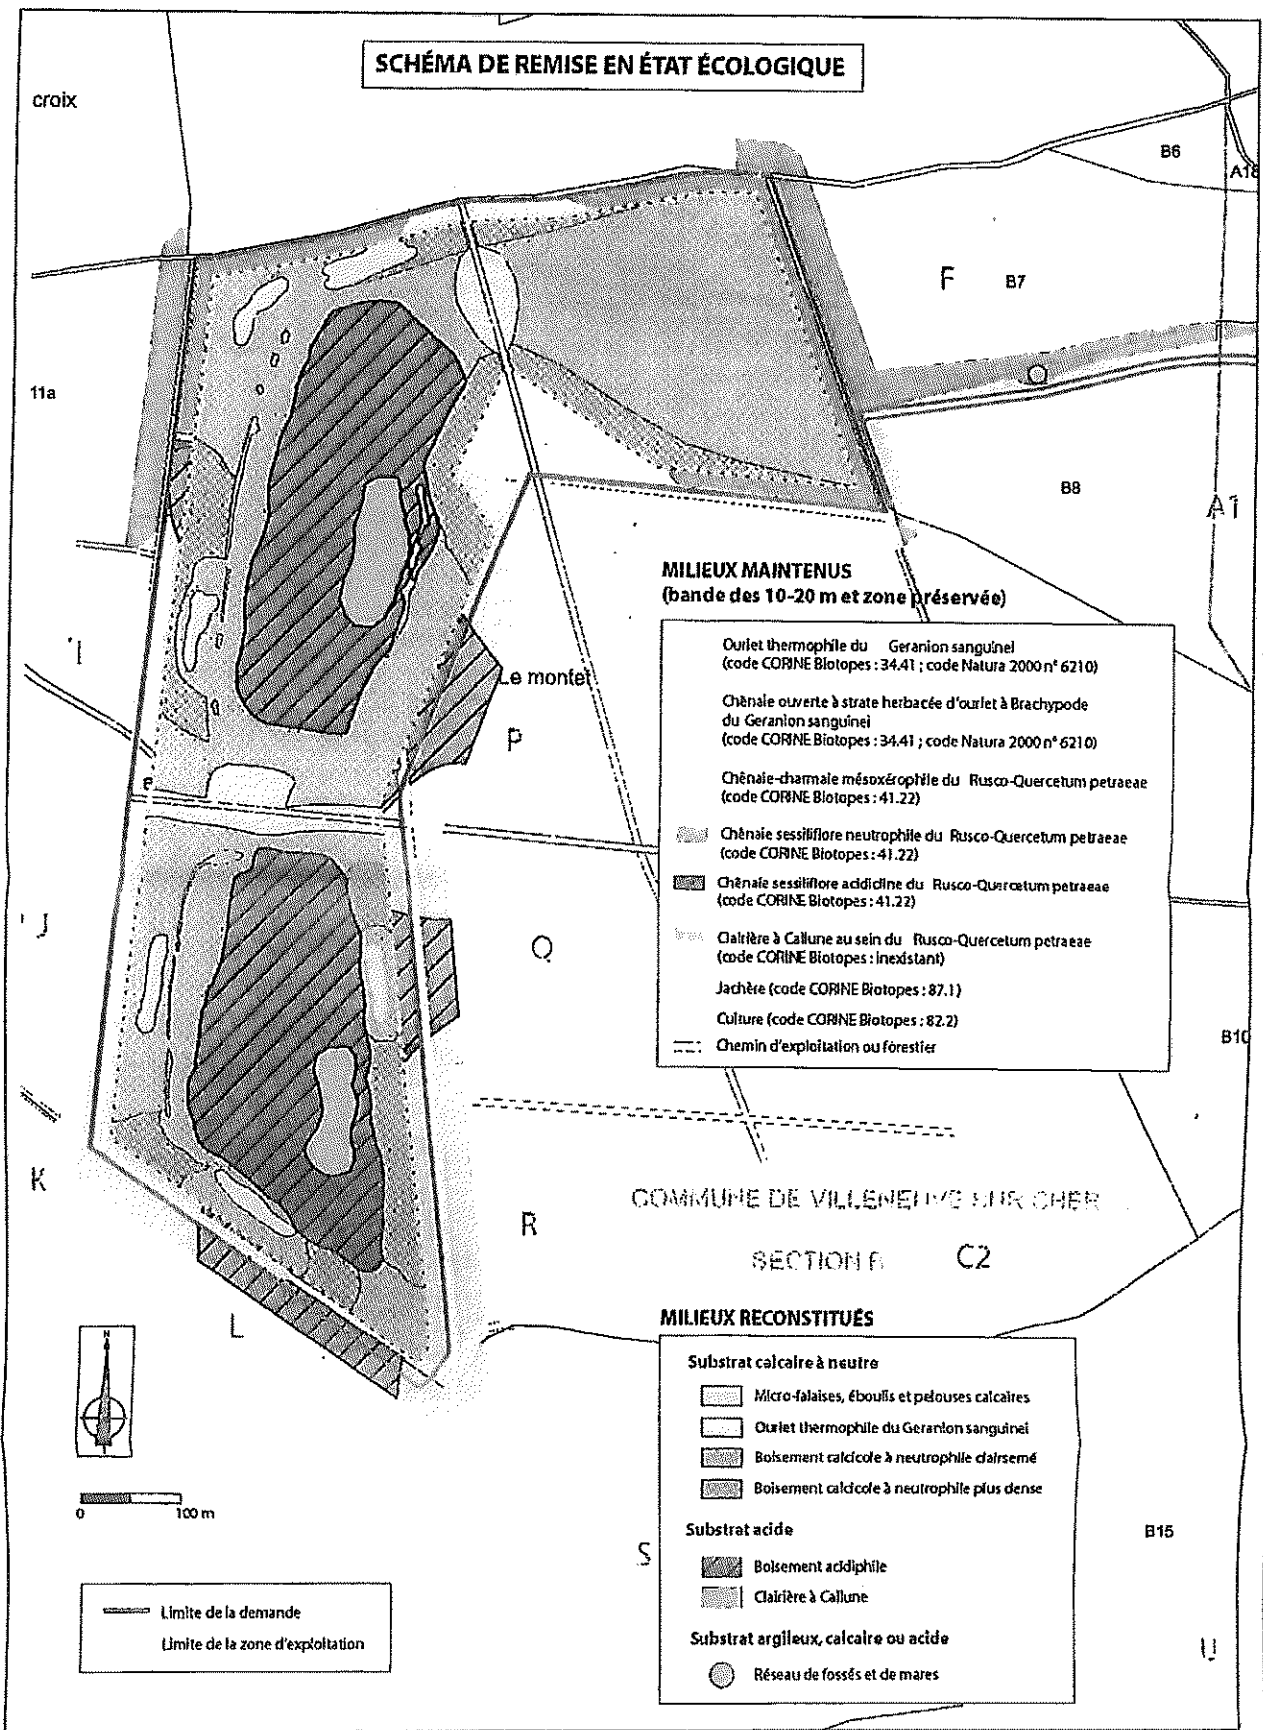 SCHÉMA DE REMISE EN ÉTAT ÉCOLOGIQUE
croix
B6
A18
F
B7
11a
B8
A1
MILIEUX MAINTENUS
(bande des 10-20 m et zone préservée)
Ourlet thermophile du Geranion sanguinei
(code CORINE Biotopes : 34.41 ; code Natura 2000 n° 6210)
Chênaie ouverte à strate herbacée d'ourlet à Brachypode
du Geranion sanguinei
(code CORINE Biotopes : 34.41 ; code Natura 2000 n° 6210)
Chênaie-charmaie mésoxérophile du Rusco-Quercetum petraeae
(code CORINE Biotopes : 41.22)
Chênaie sessiliflore neutrophile du Rusco-Quercetum petraeae
(code CORINE Biotopes : 41.22)
Chênaie sessiliflore acidicline du Rusco-Quercetum petraeae
(code CORINE Biotopes : 41.22)
Clairière à Callune au sein du Rusco-Quercetum petraeae
(code CORINE Biotopes : inexistant)
Jachère (code CORINE Biotopes : 87.1)
Culture (code CORINE Biotopes : 82.2)
Chemin d'exploitation ou forestier
I
Le montet
P
J
Q
B10
K
R
COMMUNE DE VILLENEUVE SUR CHER
SECTION
C2
L
N
0 100 m
MILIEUX RECONSTITUÉS
Substrat calcaire à neutre
Micro-falaises, éboulis et pelouses calcaires
Ourlet thermophile du Geranion sanguinei
Boisement calcicole à neutrophile clairsemé
Boisement calcicole à neutrophile plus dense
Substrat acide
Boisement acidiphile
Clairière à Callune
Substrat argileux, calcaire ou acide
Réseau de fossés et de mares
S
B15
U
Limite de la demande
Limite de la zone d'exploitation